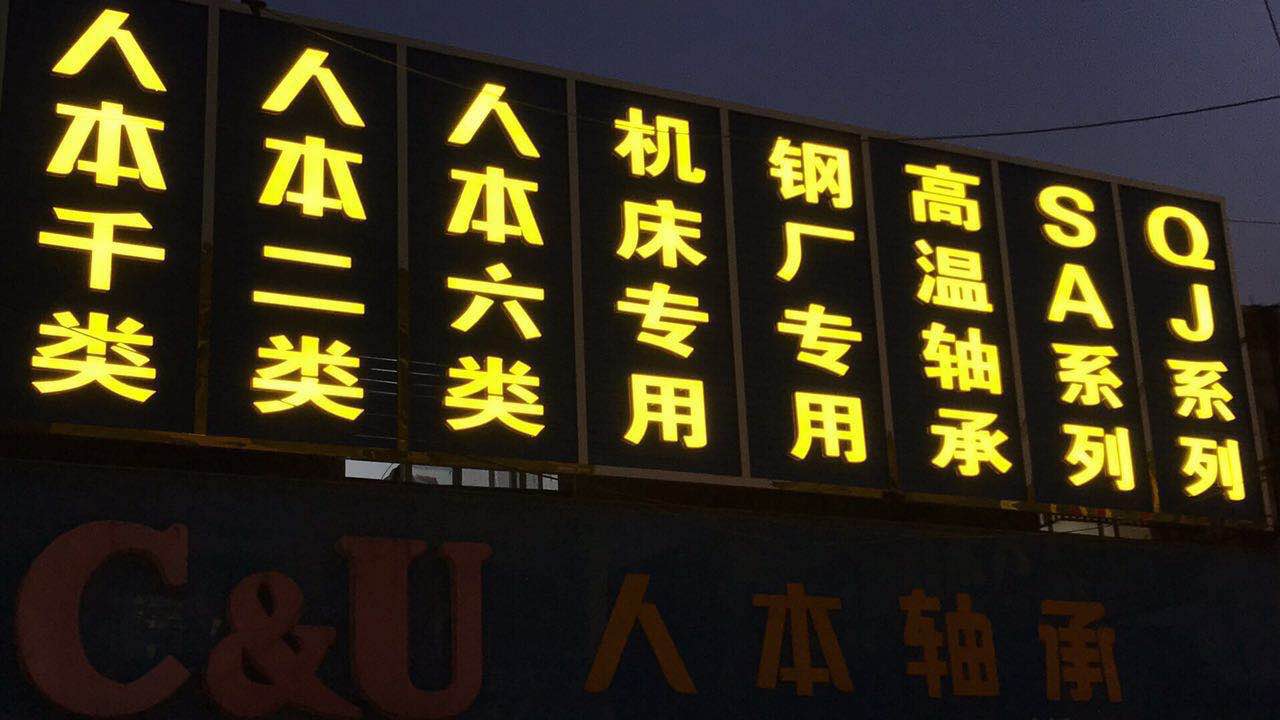 人本千类
人本二类
人本六类
机床专用
钢厂专用
高温轴承
SA系列
QJ系列
C&U
人本轴承